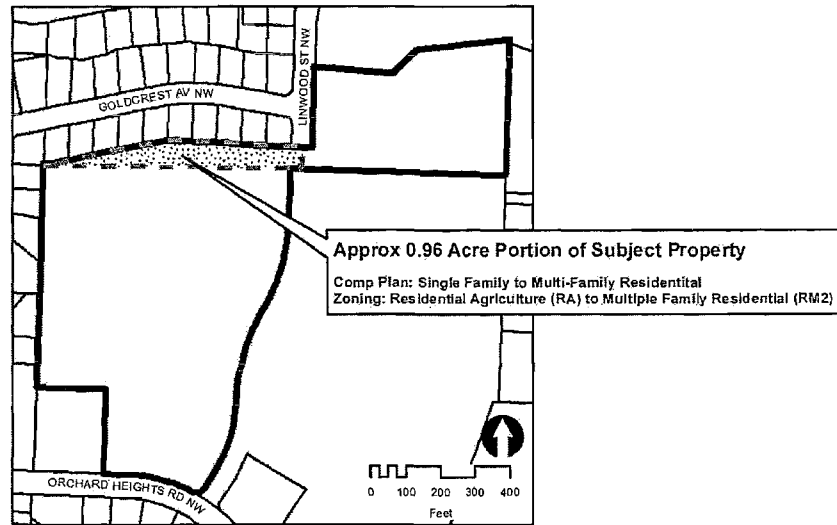 LINWOOD ST NW
GOLDCREST AV NW
Approx 0.96 Acre Portion of Subject Property
Comp Plan: Single Family to Multi-Family Residentital
Zoning: Residential Agriculture (RA) to Multiple Family Residential (RM2)
ORCHARD HEIGHTS RD NW
0 100 200 300 400
Feet